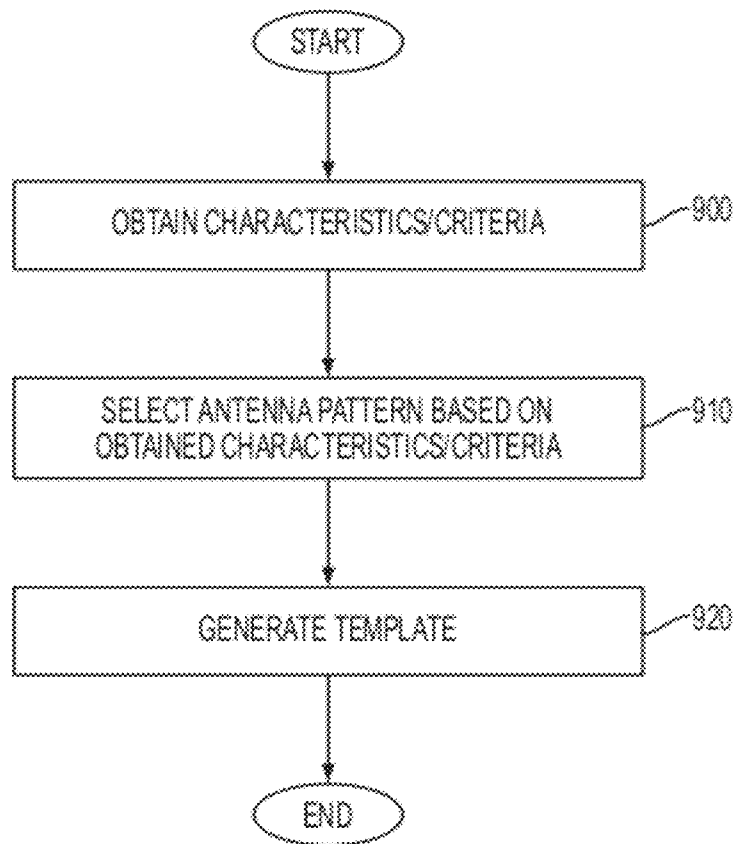 START
OBTAIN CHARACTERISTICS/CRITERIA
900
SELECT ANTENNA PATTERN BASED ON
OBTAINED CHARACTERISTICS/CRITERIA
910
GENERATE TEMPLATE
920
END